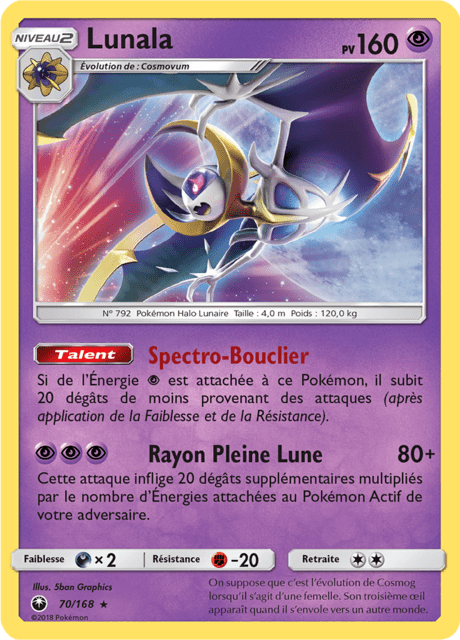 NIVEAU2
Lunala
PV160
Évolution de : Cosmovum
N° 792 Pokémon Halo Lunaire Taille : 4,0 m Poids : 120,0 kg
Talent Spectro-Bouclier
Si de l'Énergie est attachée à ce Pokémon, il subit
20 dégâts de moins provenant des attaques (après
application de la Faiblesse et de la Résistance).
Rayon Pleine Lune 80+
Cette attaque inflige 20 dégâts supplémentaires multipliés
par le nombre d'Énergies attachées au Pokémon Actif de
votre adversaire.
Faiblesse ×2 Résistance -20 Retraite
Illus. 5ban Graphics
70/168
©2018 Pokémon
On suppose que c'est l'évolution de Cosmog
lorsqu'il s'agit d'une femelle. Son troisième œil
apparaît quand il s'envole vers un autre monde.